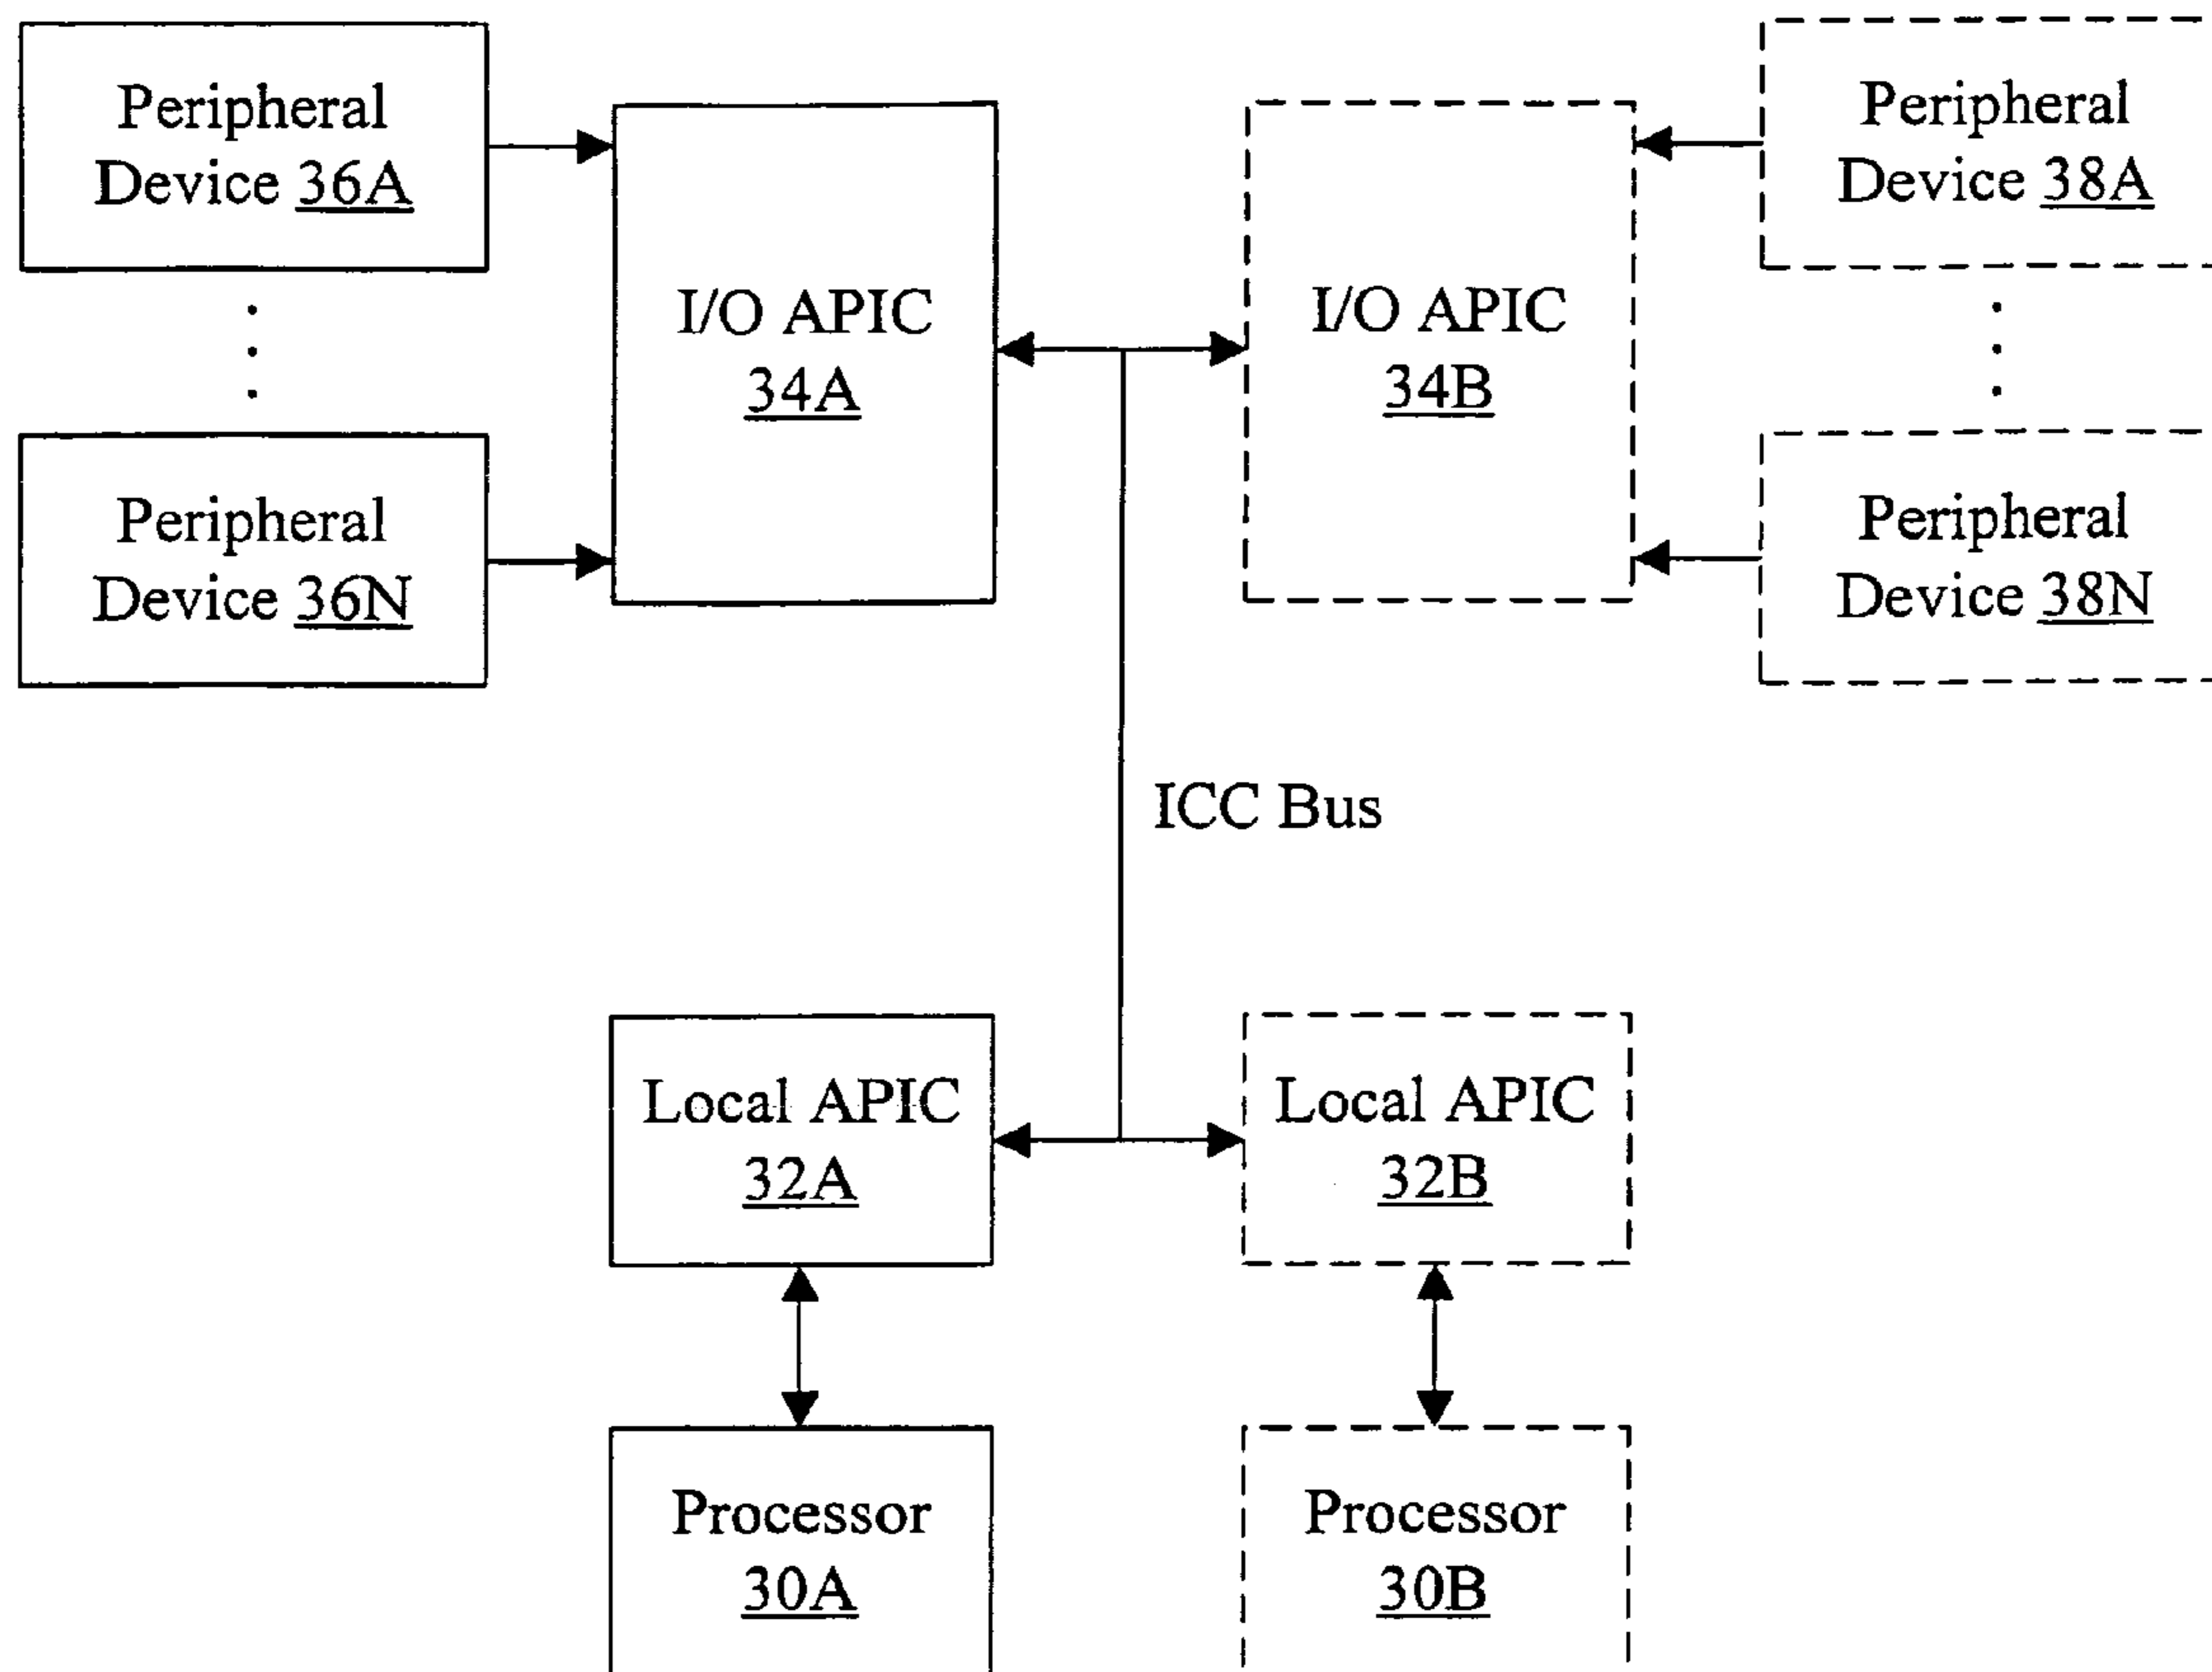 Peripheral
Device 36A
Peripheral
Device 36N
I/O APIC
34A
I/O APIC
34B
Peripheral
Device 38A
Peripheral
Device 38N
ICC Bus
Local APIC
32A
Local APIC
32B
Processor
30A
Processor
30B